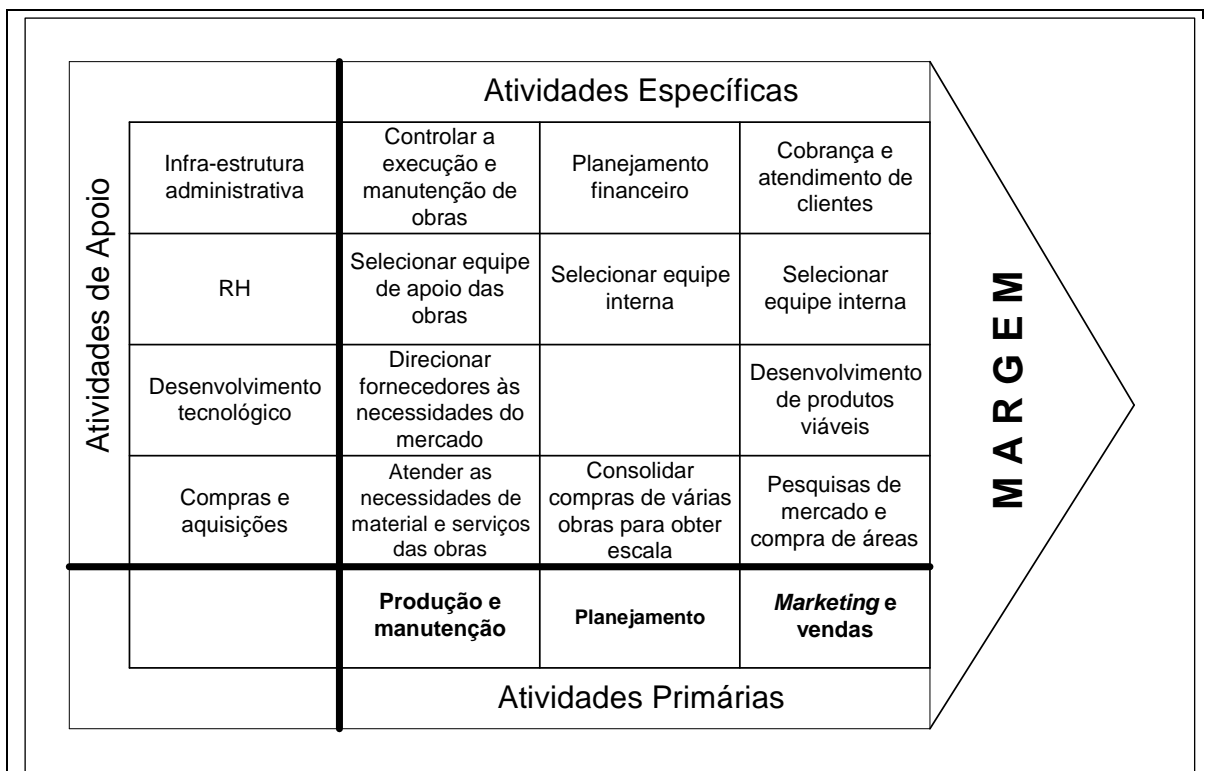 Atividades Específicas
Atividades de Apoio
Infra-estrutura
administrativa
Controlar a
execução e
manutenção de
obras
Planejamento
financeiro
Cobrança e
atendimento de
clientes
RH
Selecionar equipe
de apoio das
obras
Selecionar equipe
interna
Selecionar
equipe interna
Desenvolvimento
tecnológico
Direcionar
fornecedores às
necessidades do
mercado
Desenvolvimento
de produtos
viáveis
Compras e
aquisições
Atender as
necessidades de
material e serviços
das obras
Consolidar
compras de várias
obras para obter
escala
Pesquisas de
mercado e
compra de áreas
Produção e
manutenção
Planejamento
Marketing e
vendas
Atividades Primárias
MARGEM